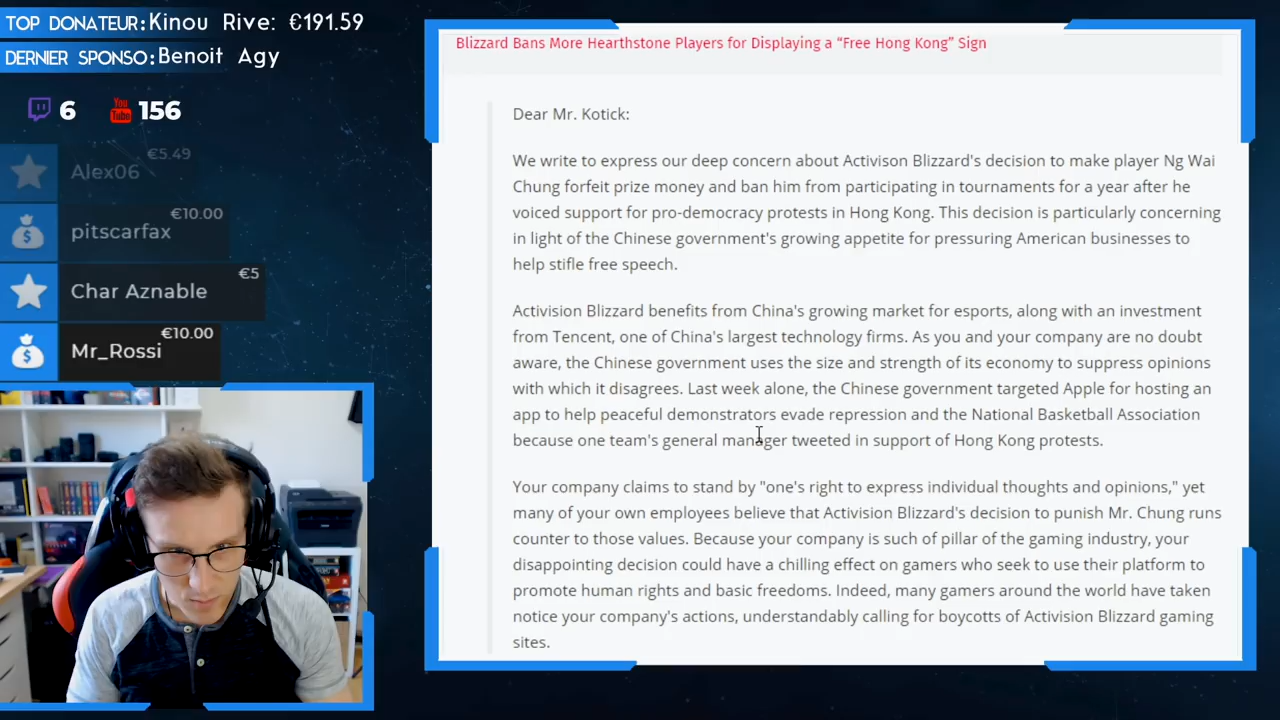 TOP DONATEUR: Kinou Rive: €191.59
DERNIER SPONSO: Benoit Agy
6
You Tube
156
€5.49
Alex06
€10.00
pitscarfax
€5
Char Aznable
€10.00
Mr_Rossi
Blizzard Bans More Hearthstone Players for Displaying a “Free Hong Kong” Sign
Dear Mr. Kotick:
We write to express our deep concern about Activison Blizzard's decision to make player Ng Wai
Chung forfeit prize money and ban him from participating in tournaments for a year after he
voiced support for pro-democracy protests in Hong Kong. This decision is particularly concerning
in light of the Chinese government's growing appetite for pressuring American businesses to
help stifle free speech.
Activision Blizzard benefits from China's growing market for esports, along with an investment
from Tencent, one of China's largest technology firms. As you and your company are no doubt
aware, the Chinese government uses the size and strength of its economy to suppress opinions
with which it disagrees. Last week alone, the Chinese government targeted Apple for hosting an
app to help peaceful demonstrators evade repression and the National Basketball Association
because one team's general manager tweeted in support of Hong Kong protests.
Your company claims to stand by "one's right to express individual thoughts and opinions," yet
many of your own employees believe that Activision Blizzard's decision to punish Mr. Chung runs
counter to those values. Because your company is such of pillar of the gaming industry, your
disappointing decision could have a chilling effect on gamers who seek to use their platform to
promote human rights and basic freedoms. Indeed, many gamers around the world have taken
notice your company's actions, understandably calling for boycotts of Activision Blizzard gaming
sites.